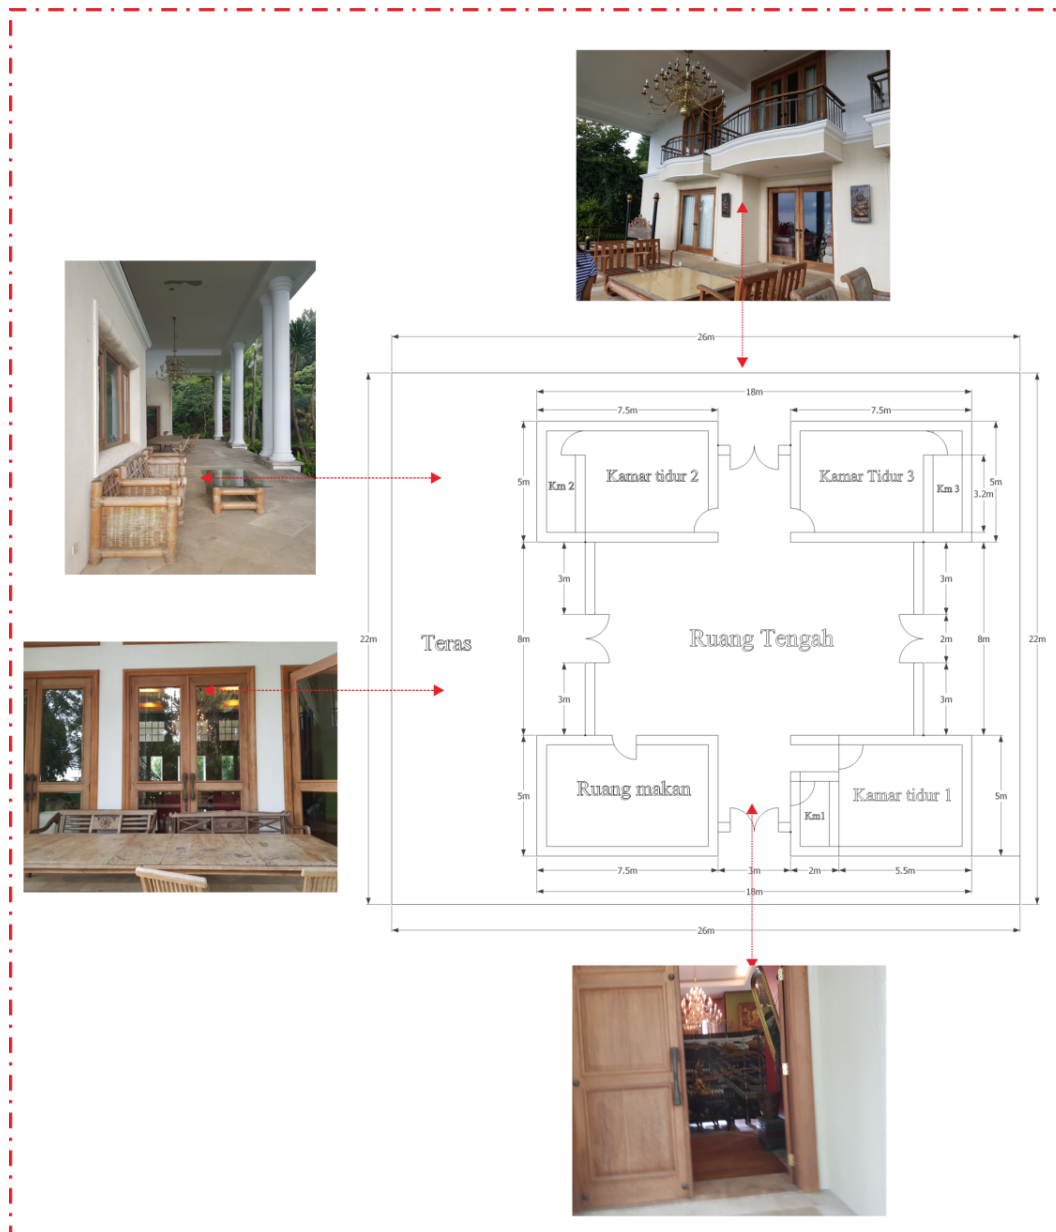 26m
18m
7.5m
7.5m
5m
Km 2
Kamar tidur 2
Kamar Tidur 3
Km 3
3.2m
5m
3m
3m
22m
Teras
8m
Ruang Tengah
2m
8m
22m
3m
3m
5m
Ruang makan
Km1
Kamar tidur 1
5m
7.5m
3m
2m
5.5m
18m
26m